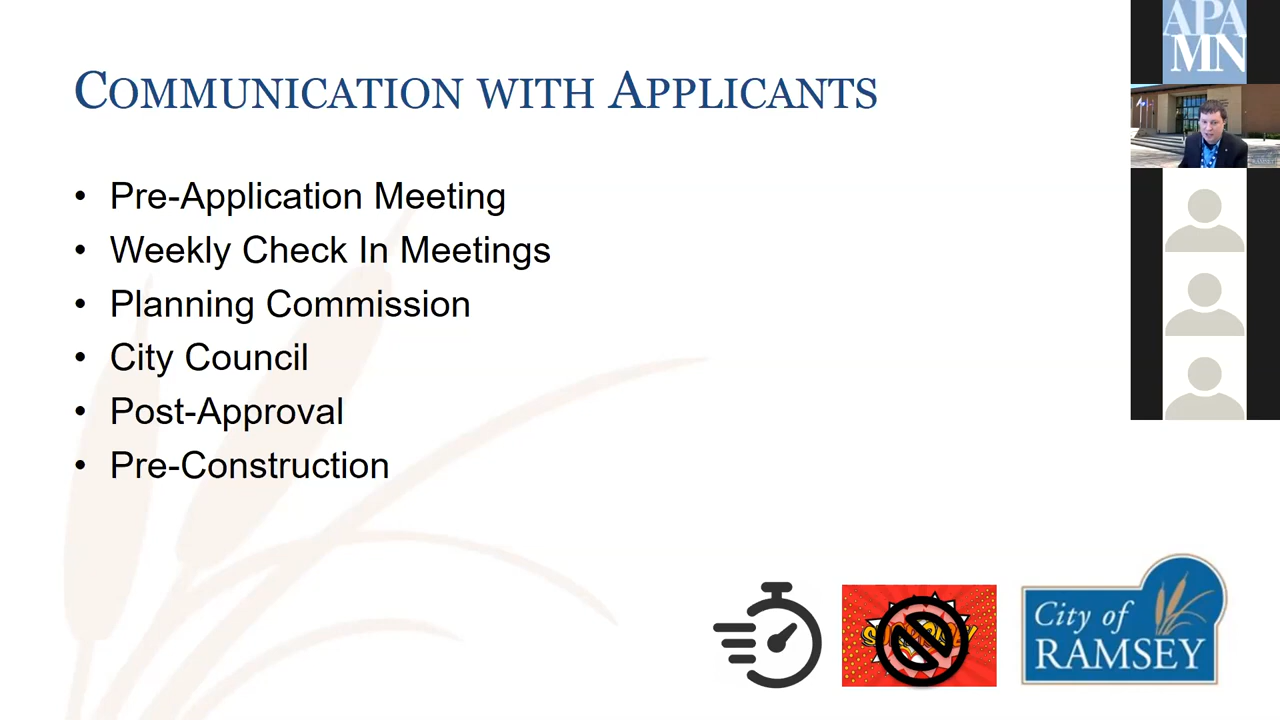 COMMUNICATION WITH APPLICANTS
• Pre-Application Meeting
• Weekly Check In Meetings
• Planning Commission
• City Council
• Post-Approval
• Pre-Construction
APA
MN
City of
RAMSEY